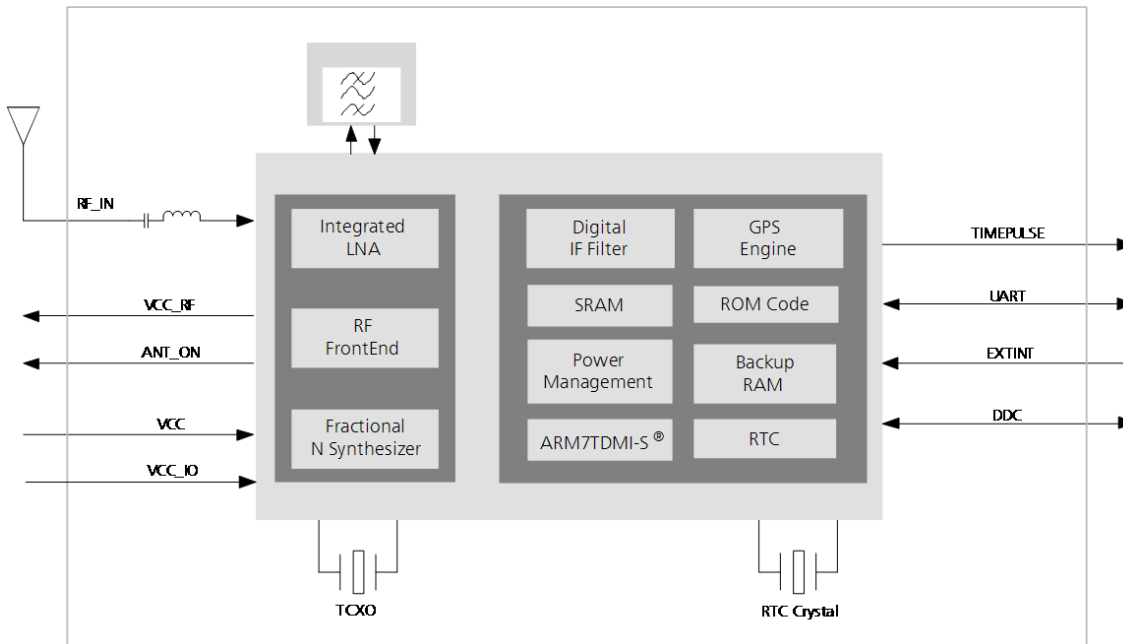 RF_IN
VCC_RF
ANT_ON
VCC
VCC_IO
Integrated
LNA
RF
FrontEnd
Fractional
N Synthesizer
Digital
IF Filter
GPS
Engine
SRAM
ROM Code
Power
Management
Backup
RAM
ARM7TDMI-S ®
RTC
TIMEPULSE
UART
EXTINT
DDC
TCXO
RTC Crystal